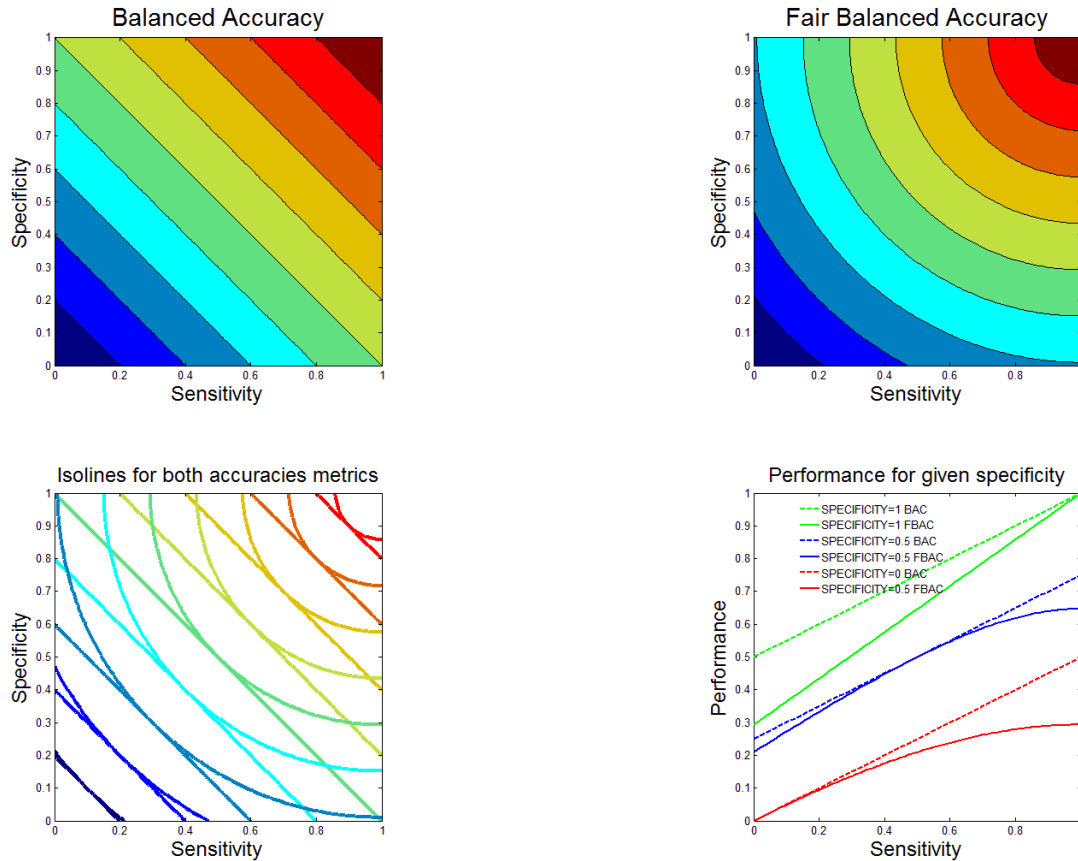 Balanced Accuracy
1
0.9
0.8
0.7
0.6
0.5
0.4
0.3
0.2
0.1
0
Specificity
0 0.2 0.4 0.6 0.8 1
Sensitivity
Fair Balanced Accuracy
1
0.9
0.8
0.7
0.6
0.5
0.4
0.3
0.2
0.1
0
Specificity
0 0.2 0.4 0.6 0.8
Sensitivity
Isolines for both accuracies metrics
1
0.9
0.8
0.7
0.6
0.5
0.4
0.3
0.2
0.1
0
Specificity
0 0.2 0.4 0.6 0.8 1
Sensitivity
Performance for given specificity
1
0.9
0.8
0.7
0.6
0.5
0.4
0.3
0.2
0.1
0
Performance
SPECIFICITY=1 BAC
SPECIFICITY=1 FBAC
SPECIFICITY=0.5 BAC
SPECIFICITY=0.5 FBAC
SPECIFICITY=0 BAC
SPECIFICITY=0.5 FBAC
0 0.2 0.4 0.6 0.8
Sensitivity